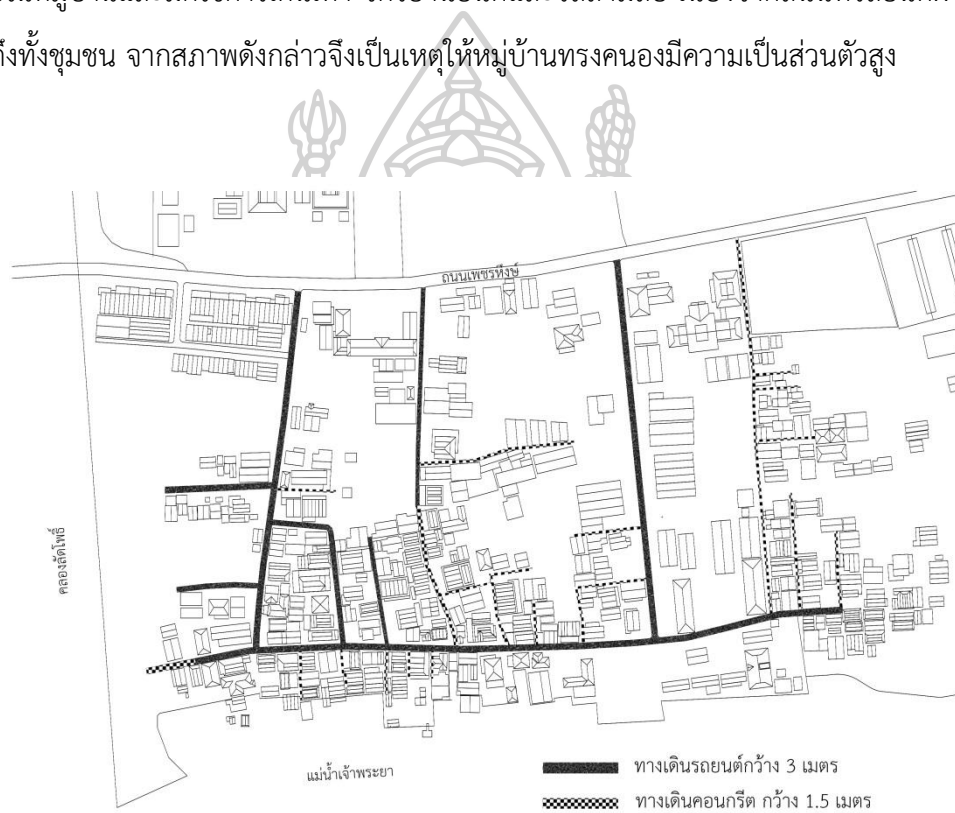 ถึงทั้งชุมชน จากสภาพดังกล่าวจึงเป็นเหตุให้หมู่บ้านทรงคนองมีความเป็นส่วนตัวสูง
ถนนเพชรหึงษ์
คลองลัดโพธิ์
แม่น้ำเจ้าพระยา
ทางเดินรถยนต์กว้าง 3 เมตร
ทางเดินคอนกรีต กว้าง 1.5 เมตร